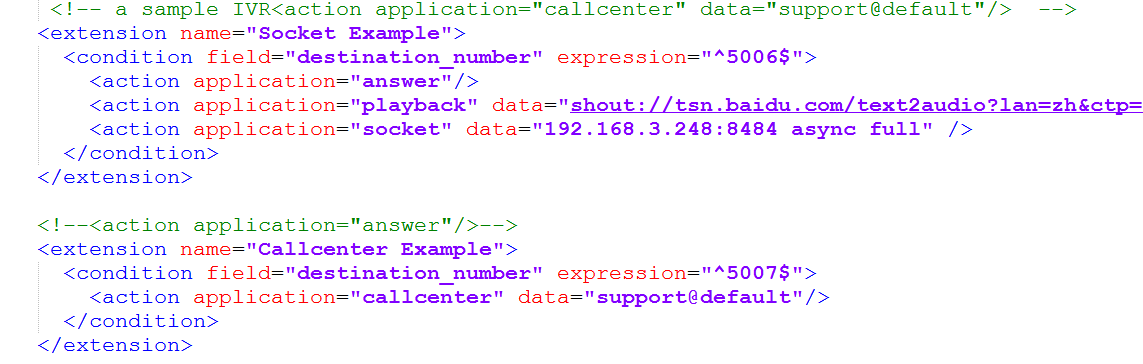 <!-- a sample IVR<action application="callcenter" data="support@default"/>  -->
<extension name="Socket Example">
<condition field="destination_number" expression="^5006$">
<action application="answer"/>
<action application="playback" data="shout://tsn.baidu.com/text2audio?lan=zh&ctp=
<action application="socket" data="192.168.3.248:8484 async full" />
</condition>
</extension>
<!--<action application="answer"/>-->
<extension name="Callcenter Example">
<condition field="destination_number" expression="^5007$">
<action application="callcenter" data="support@default"/>
</condition>
</extension>